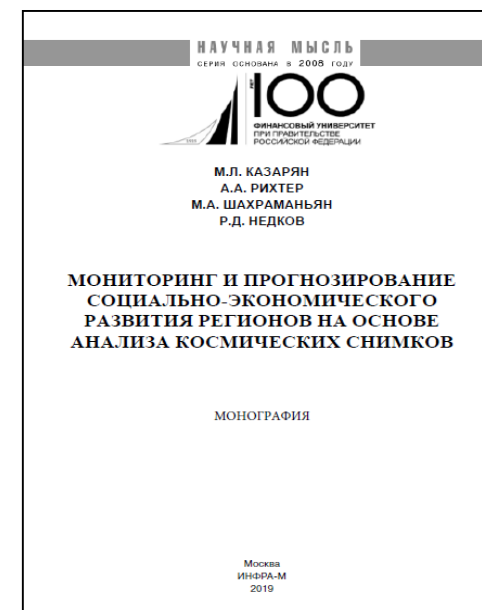 НАУЧНАЯ МЫСЛЬ
СЕРИЯ ОСНОВАНА В 2008 ГОДУ
ЛЕТ
100
ФИНАНСОВЫЙ УНИВЕРСИТЕТ
ПРИ ПРАВИТЕЛЬСТВЕ
РОССИЙСКОЙ ФЕДЕРАЦИИ
М.Л. КАЗАРЯН
А.А. РИХТЕР
М.А. ШАХРАМАНЬЯН
Р.Д. НЕДКОВ
МОНИТОРИНГ И ПРОГНОЗИРОВАНИЕ
СОЦИАЛЬНО-ЭКОНОМИЧЕСКОГО
РАЗВИТИЯ РЕГИОНОВ НА ОСНОВЕ
АНАЛИЗА КОСМИЧЕСКИХ СНИМКОВ
МОНОГРАФИЯ
Москва
ИНФРА-М
2019